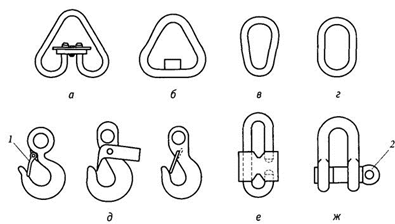 а б в г
1 2
д е ж